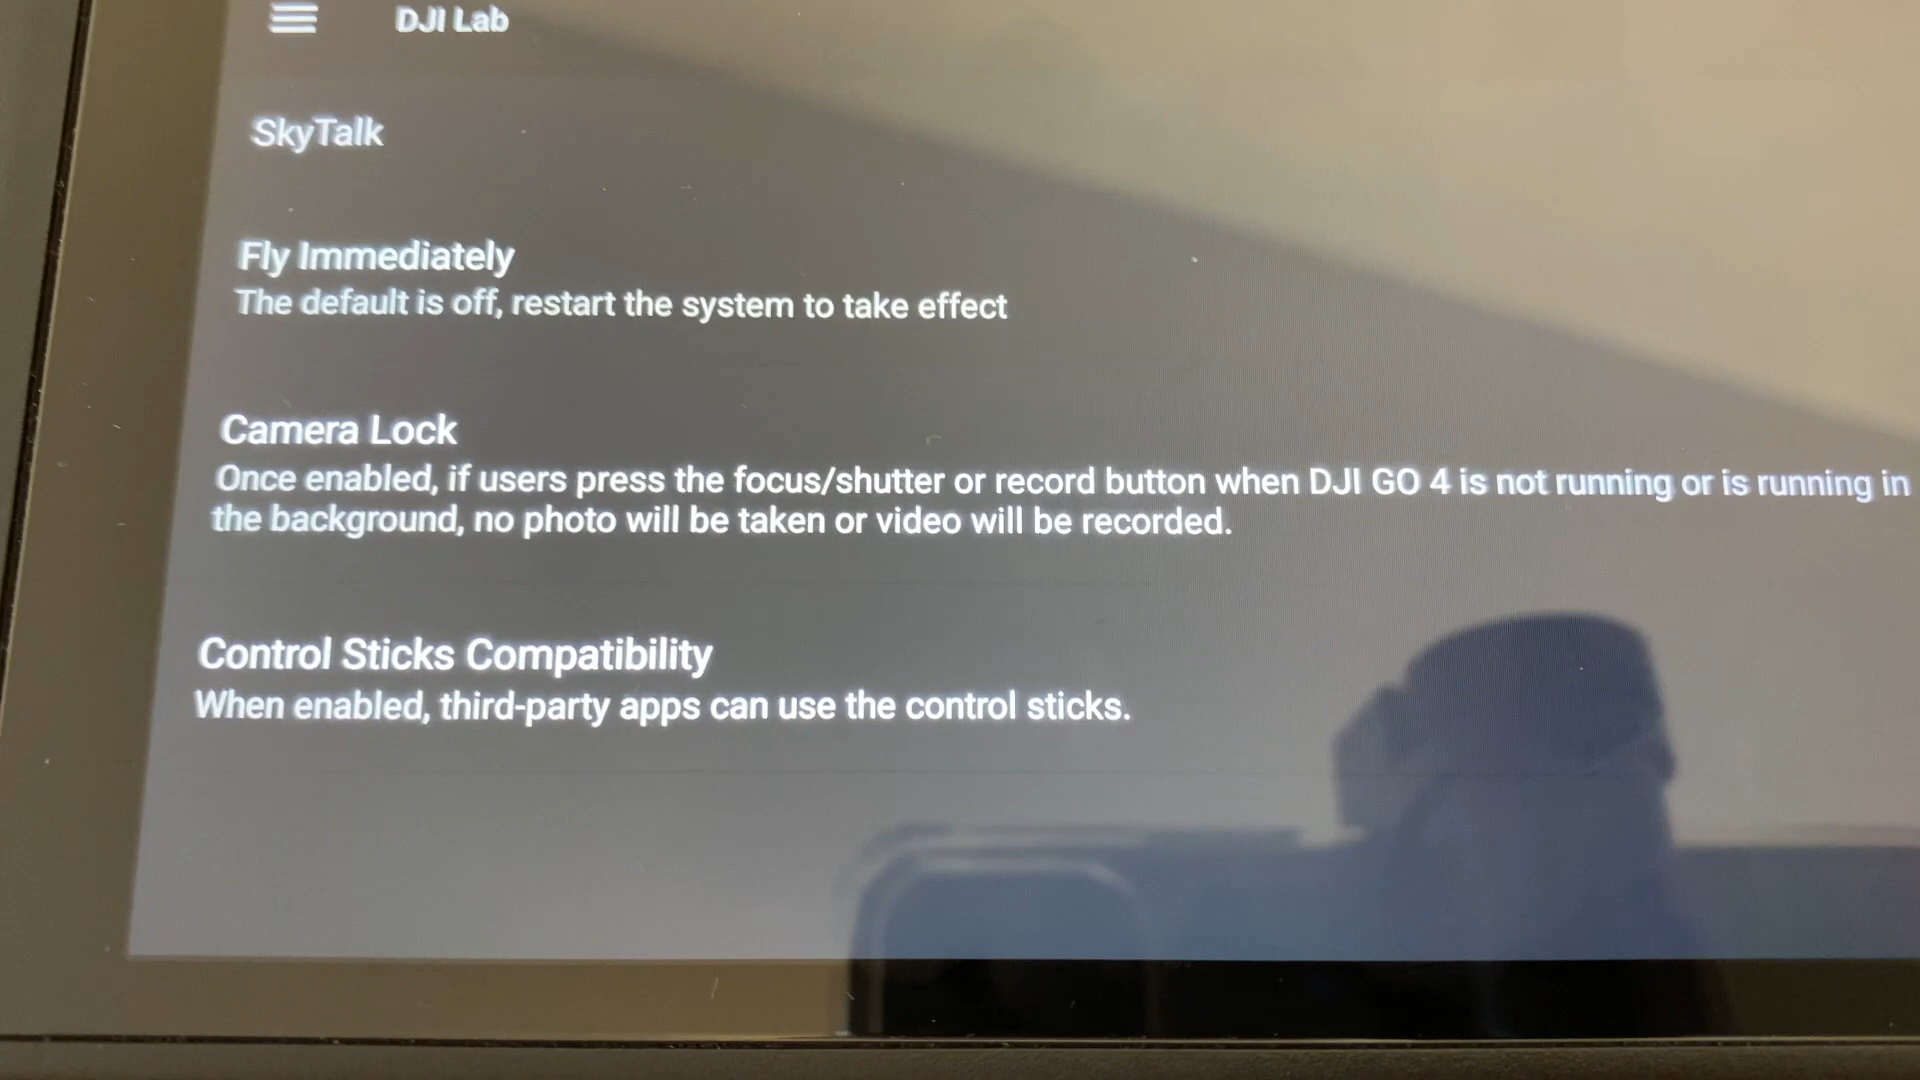 DJI Lab
SkyTalk
Fly Immediately
The default is off, restart the system to take effect
Camera Lock
Once enabled, if users press the focus/shutter or record button when DJI GO 4 is not running or is running in
the background, no photo will be taken or video will be recorded.
Control Sticks Compatibility
When enabled, third-party apps can use the control sticks.